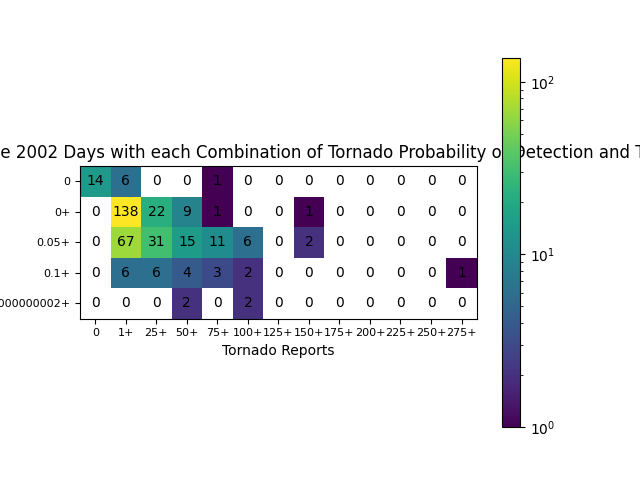 e 2002 Days with each Combination of Tornado Probability of Detection and T
10²
0 14 6 0 0 1 0 0 0 0 0 0 0 0
0+ 0 138 22 9 1 0 0 1 0 0 0 0 0
0.05+ 0 67 31 15 11 6 0 2 0 0 0 0 0
10¹
0.1+ 0 6 6 4 3 2 0 0 0 0 0 0 1
000000002+ 0 0 0 2 0 2 0 0 0 0 0 0 0
0 1+ 25+ 50+ 75+ 100+ 125+ 150+ 175+ 200+ 225+ 250+ 275+
Tornado Reports
10⁰